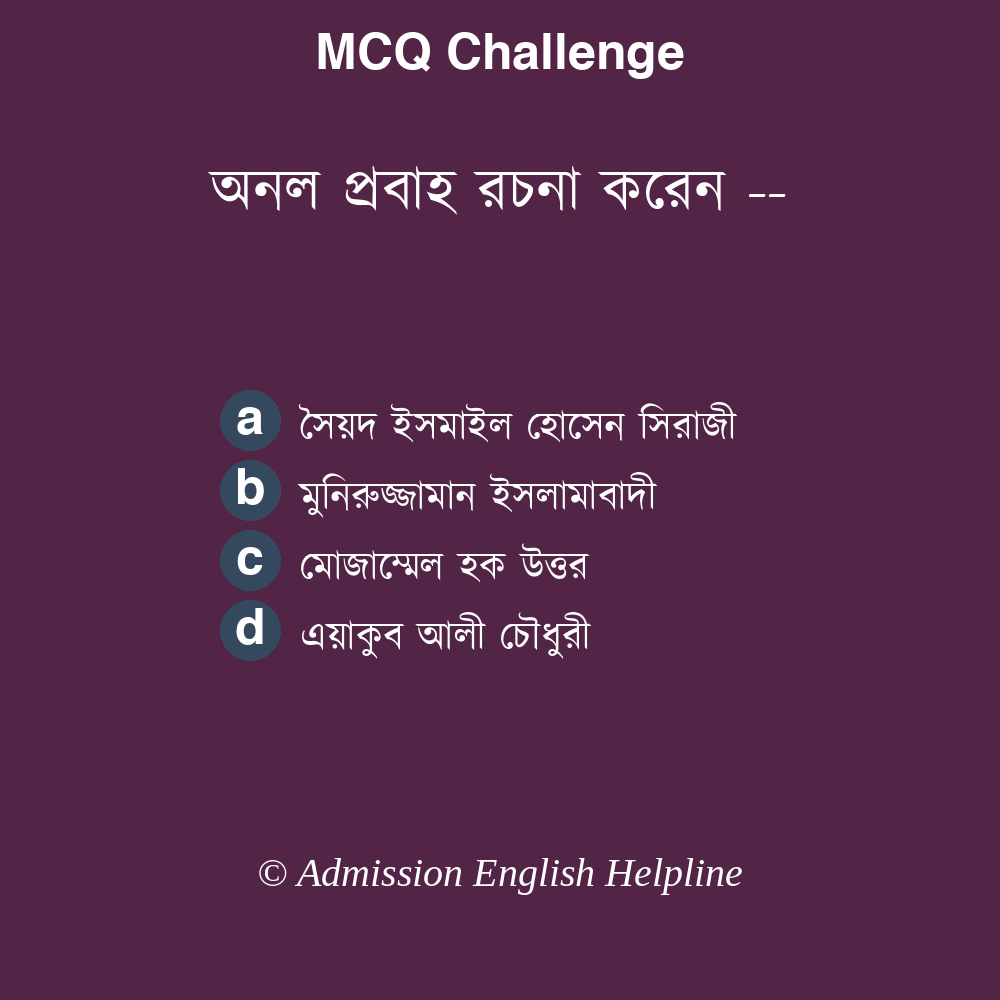 MCQ Challenge
অনল প্রবাহ রচনা করেন --
a সৈয়দ ইসমাইল হোসেন সিরাজী
b মুনিরুজ্জামান ইসলামাবাদী
c মোজাম্মেল হক উত্তর
d এয়াকুব আলী চৌধুরী
© Admission English Helpline